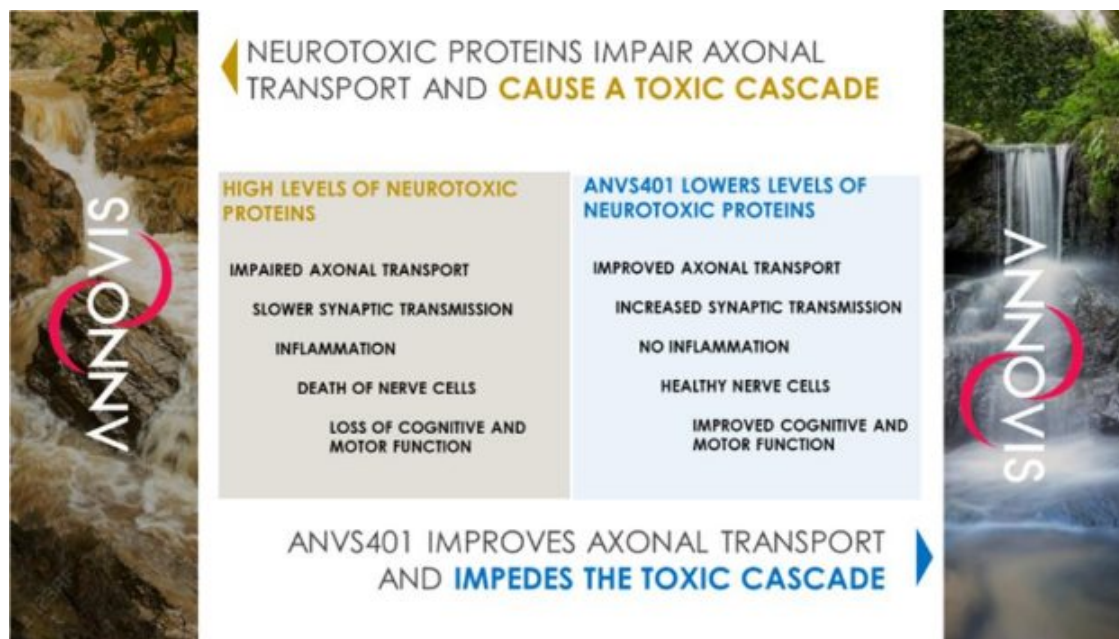 NEUROTOXIC PROTEINS IMPAIR AXONAL
TRANSPORT AND CAUSE A TOXIC CASCADE
ANNOVIS
HIGH LEVELS OF NEUROTOXIC
PROTEINS
IMPAIRED AXONAL TRANSPORT
SLOWER SYNAPTIC TRANSMISSION
INFLAMMATION
DEATH OF NERVE CELLS
LOSS OF COGNITIVE AND
MOTOR FUNCTION
ANVS401 LOWERS LEVELS OF
NEUROTOXIC PROTEINS
IMPROVED AXONAL TRANSPORT
INCREASED SYNAPTIC TRANSMISSION
NO INFLAMMATION
HEALTHY NERVE CELLS
IMPROVED COGNITIVE AND
MOTOR FUNCTION
ANNOVIS
ANVS401 IMPROVES AXONAL TRANSPORT
AND IMPEDES THE TOXIC CASCADE